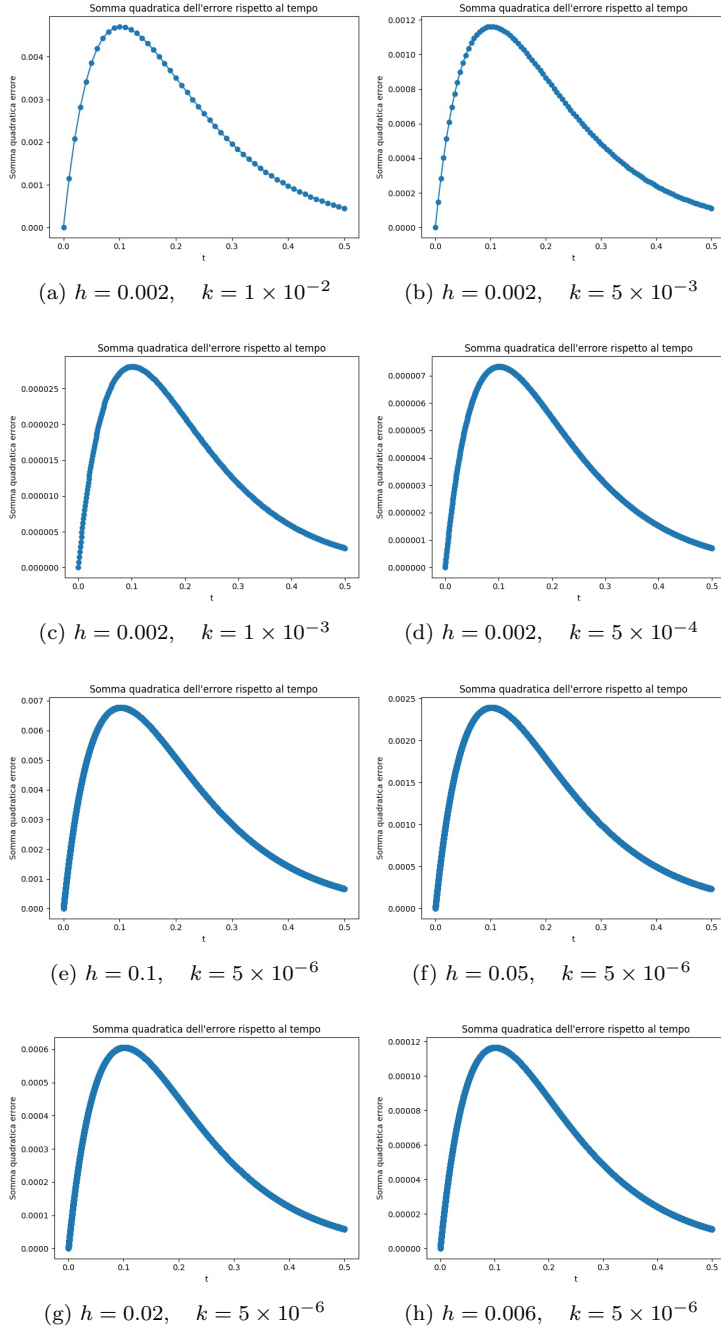 Somma quadratica dell'errore rispetto al tempo
Somma quadratica errore
0.004
0.003
0.002
0.001
0.000
0.0 0.1 0.2 0.3 0.4 0.5
t
(a) h = 0.002, k = 1 × 10⁻²
Somma quadratica dell'errore rispetto al tempo
Somma quadratica errore
0.0012
0.0010
0.0008
0.0006
0.0004
0.0002
0.0000
0.0 0.1 0.2 0.3 0.4 0.5
t
(b) h = 0.002, k = 5 × 10⁻³
Somma quadratica dell'errore rispetto al tempo
Somma quadratica errore
0.000025
0.000020
0.000015
0.000010
0.000005
0.000000
0.0 0.1 0.2 0.3 0.4 0.5
t
(c) h = 0.002, k = 1 × 10⁻³
Somma quadratica dell'errore rispetto al tempo
Somma quadratica errore
0.000007
0.000006
0.000005
0.000004
0.000003
0.000002
0.000001
0.000000
0.0 0.1 0.2 0.3 0.4 0.5
t
(d) h = 0.002, k = 5 × 10⁻⁴
Somma quadratica dell'errore rispetto al tempo
Somma quadratica errore
0.007
0.006
0.005
0.004
0.003
0.002
0.001
0.000
0.0 0.1 0.2 0.3 0.4 0.5
t
(e) h = 0.1, k = 5 × 10⁻⁶
Somma quadratica dell'errore rispetto al tempo
Somma quadratica errore
0.0025
0.0020
0.0015
0.0010
0.0005
0.0000
0.0 0.1 0.2 0.3 0.4 0.5
t
(f) h = 0.05, k = 5 × 10⁻⁶
Somma quadratica dell'errore rispetto al tempo
Somma quadratica errore
0.0006
0.0005
0.0004
0.0003
0.0002
0.0001
0.0000
0.0 0.1 0.2 0.3 0.4 0.5
t
(g) h = 0.02, k = 5 × 10⁻⁶
Somma quadratica dell'errore rispetto al tempo
Somma quadratica errore
0.00012
0.00010
0.00008
0.00006
0.00004
0.00002
0.00000
0.0 0.1 0.2 0.3 0.4 0.5
t
(h) h = 0.006, k = 5 × 10⁻⁶